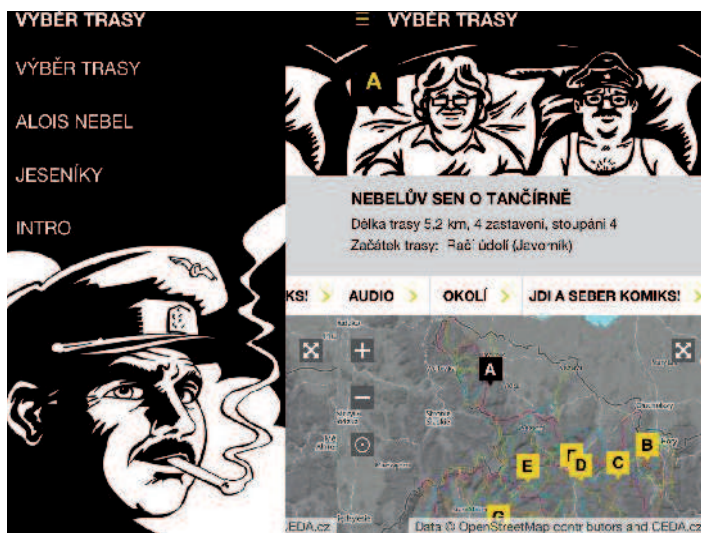 VÝBĚR TRASY
VÝBĚR TRASY
ALOIS NEBEL
JESENÍKY
INTRO
VÝBĚR TRASY
A
NEBELŮV SEN O TANČÍRNĚ
Délka trasy 5,2 km, 4 zastavení, stoupání 4
Začátek trasy: Račí údolí (Javorník)
KS!
AUDIO
OKOLÍ
JDI A SEBER KOMIKS!
A
B
E
D
C
G
.CEDA.cz
Data © OpenStreetMap contributors and CEDA.cz